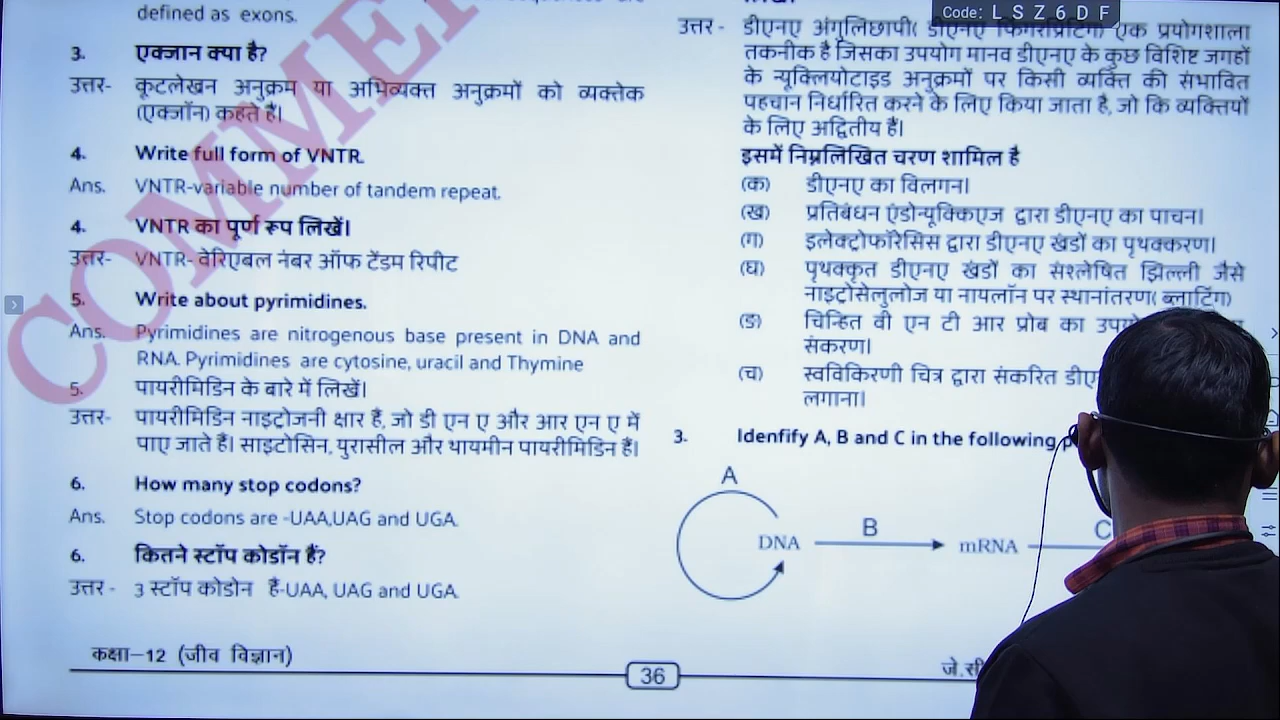 defined as exons.
3. एक्जान क्या है?
उत्तर- कूटलेखन अनुक्रम या अभिव्यक्त अनुक्रमों को व्यक्तेक
(एक्जॉन) कहते हैं।
4. Write full form of VNTR.
Ans. VNTR-variable number of tandem repeat.
4. VNTR का पूर्ण रूप लिखें।
उत्तर- VNTR- वेरिएबल नंबर ऑफ टेंडम रिपीट
5. Write about pyrimidines.
Ans. Pyrimidines are nitrogenous base present in DNA and
RNA. Pyrimidines are cytosine, uracil and Thymine
5. पायरीमिडिन के बारे में लिखें।
उत्तर- पायरीमिडिन नाइट्रोजनी क्षार हैं, जो डी एन ए और आर एन ए में
पाए जाते हैं। साइटोसिन, युरासील और थायमीन पायरीमिडिन हैं।
6. How many stop codons?
Ans. Stop codons are -UAA,UAG and UGA.
6. कितने स्टॉप कोडॉन हैं?
उत्तर - 3 स्टॉप कोडोन हैं-UAA, UAG and UGA.
Code: L S Z 6 D F
उत्तर - डीएनए अंगुलिछापी( डीएनए फिंगरप्रिंटिंग) एक प्रयोगशाला
तकनीक है जिसका उपयोग मानव डीएनए के कुछ विशिष्ट जगहों
के न्यूक्लियोटाइड अनुक्रमों पर किसी व्यक्ति की संभावित
पहचान निर्धारित करने के लिए किया जाता है, जो कि व्यक्तियों
के लिए अद्वितीय हैं।
इसमें निम्नलिखित चरण शामिल है
(क) डीएनए का विलगन।
(ख) प्रतिबंधन एंडोन्यूक्किएज द्वारा डीएनए का पाचन।
(ग) इलेक्ट्रोफॉरेसिस द्वारा डीएनए खंडों का पृथक्करण।
(घ) पृथक्कृत डीएनए खंडों का संश्लेषित झिल्ली जैसे
नाइट्रोसेलुलोज या नायलॉन पर स्थानांतरण( ब्लाटिंग)
(ङ) चिन्हित वी एन टी आर प्रोब का
संकरण।
(च) स्वविकिरणी चित्र द्वारा संकरित
लगाना।
3. Idenfify A, B and C in the following
A
DNA B mRNA C
कक्षा-12 (जीव विज्ञान)
36
COMMER